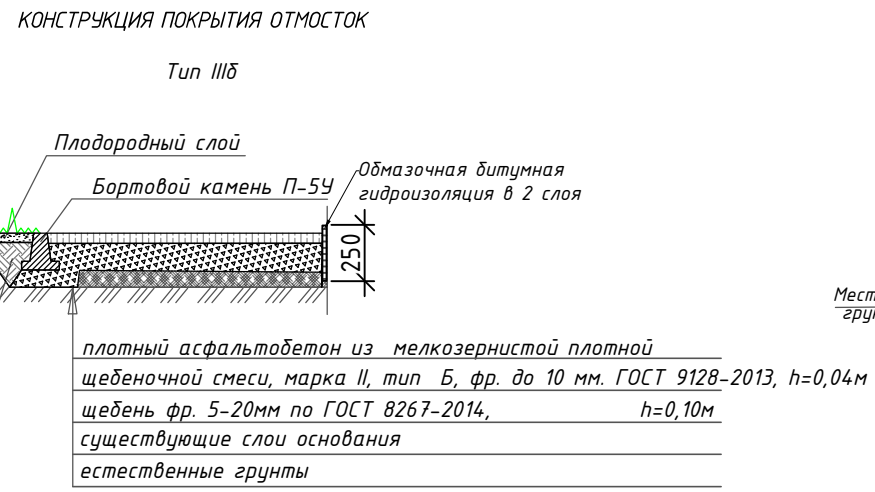 КОНСТРУКЦИЯ ПОКРЫТИЯ ОТМОСТОК
Тип IIIб
Плодородный слой
Бортовой камень П-5У
Обмазочная битумная
гидроизоляция в 2 слоя
250
Мест
грун
плотный асфальтобетон из мелкозернистой плотной
щебеночной смеси, марка II, тип Б, фр. до 10 мм. ГОСТ 9128-2013, h=0,04м
щебень фр. 5-20мм по ГОСТ 8267-2014, h=0,10м
существующие слои основания
естественные грунты